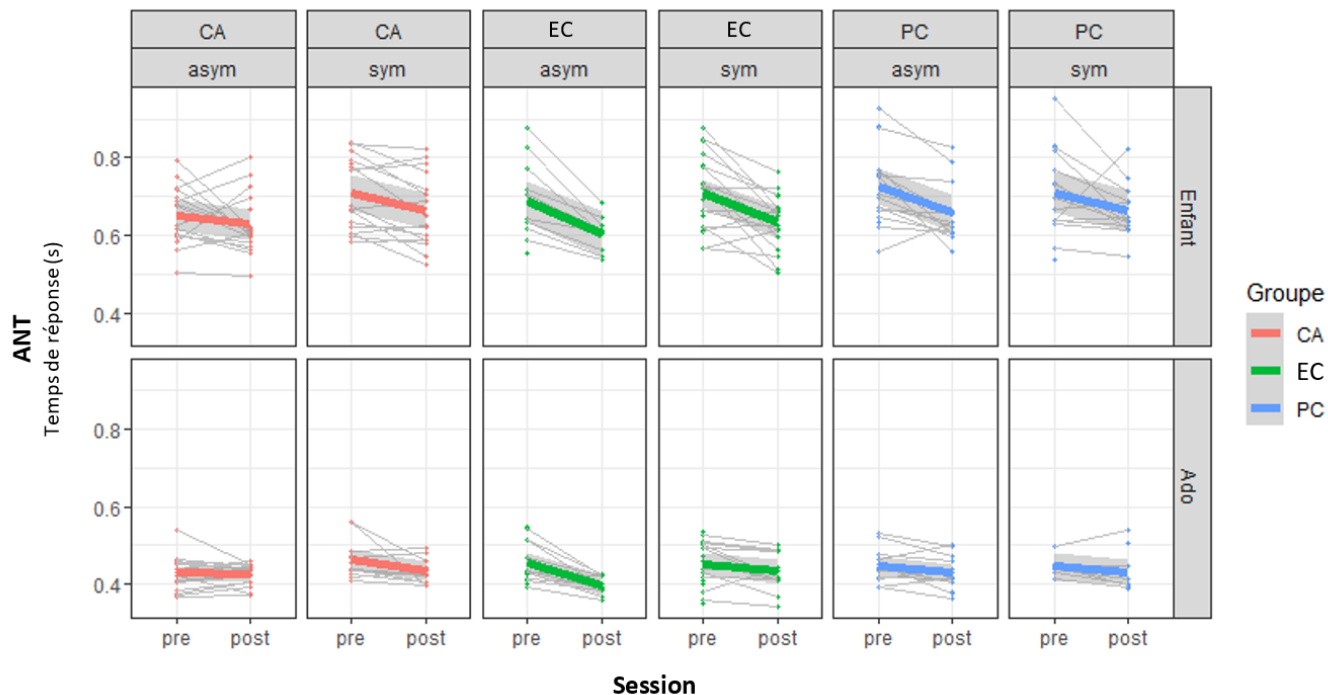 CA CA EC EC PC PC
asym sym asym sym asym sym
0.8
0.6
0.4
Enfant
ANT
Temps de réponse (s)
0.8
0.6
0.4
Ado
pre post pre post pre post pre post pre post pre post
Session
Groupe
CA
EC
PC